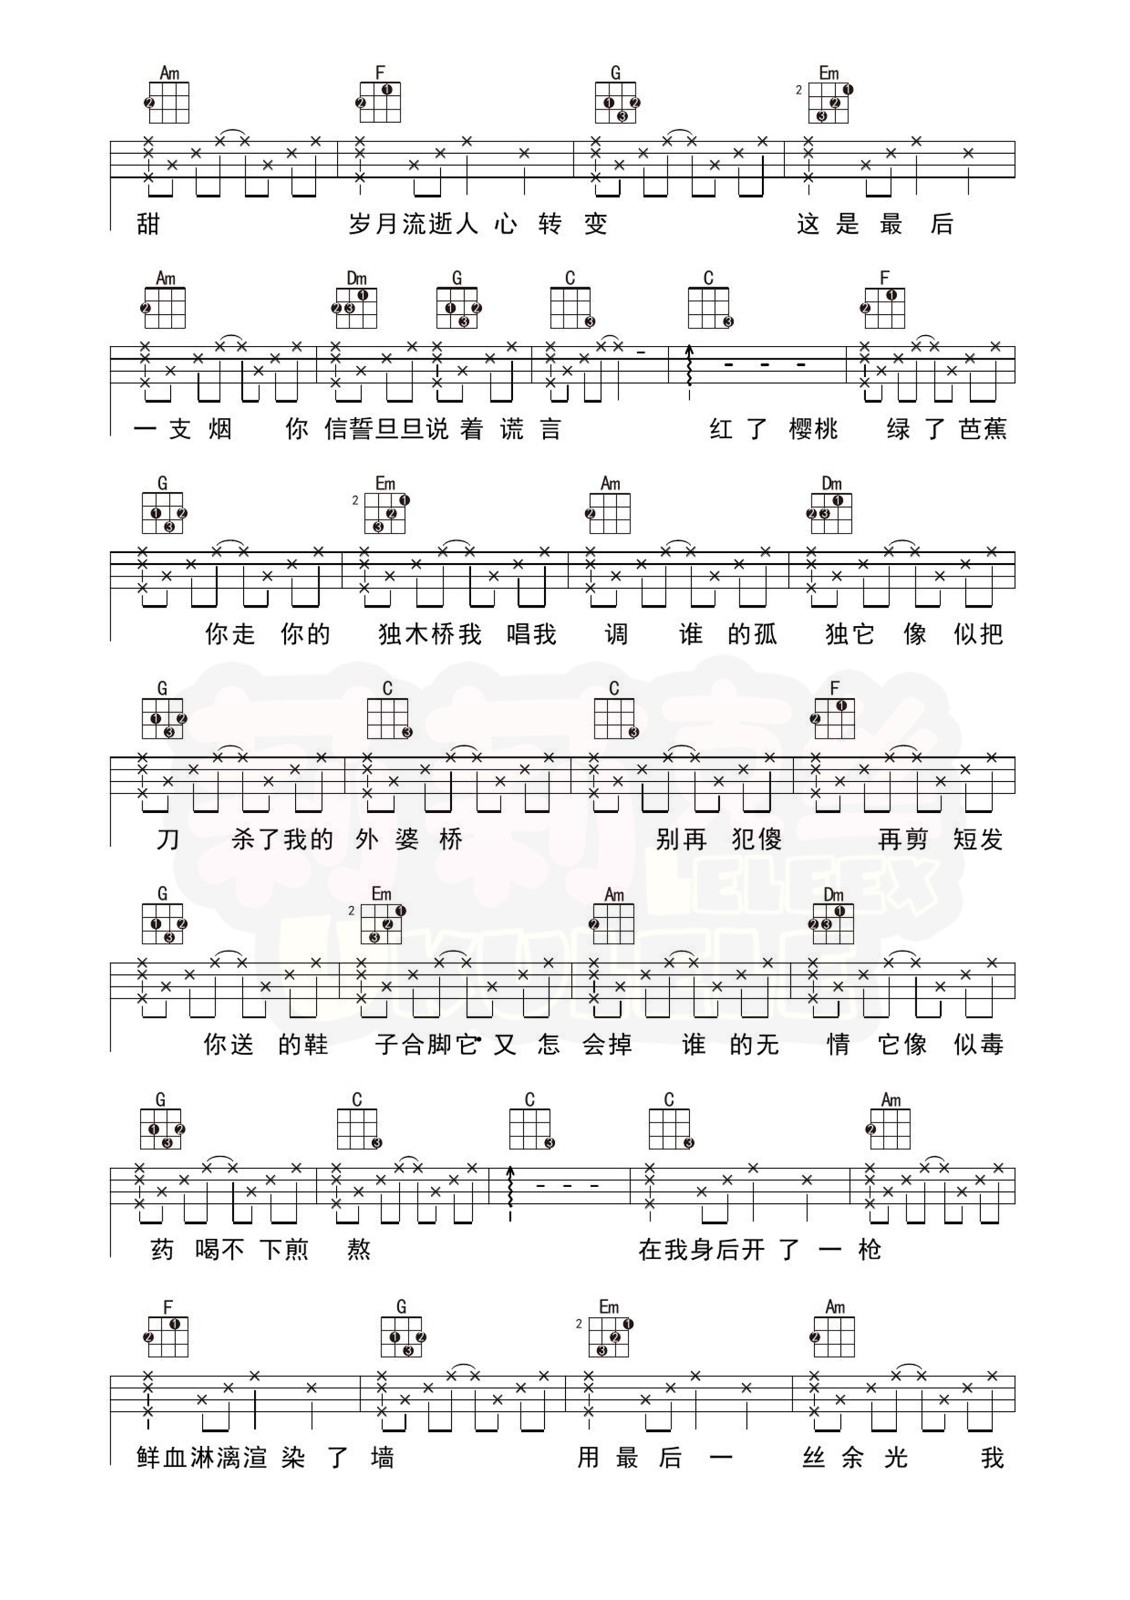 Am F G Em
甜 岁月流逝人心转变 这是最后
Am Dm G C C F
一支烟 你信誓旦旦说着谎言 红了樱桃 绿了芭蕉
G Em Am Dm
你走你的 独木桥我唱我 调 谁的孤 独它像似把
G C C F
刀 杀了我的外婆桥 别再犯傻 再剪短发
G Em Am Dm
你送的鞋 子合脚它又怎会掉 谁的无 情它像似毒
G C C C Am
药喝不下煎熬 在我身后开了一枪
F G Em Am
鲜血淋漓渲染了墙 用最后一 丝余光 我
莉莉克丝
LELEEX
UKULELE